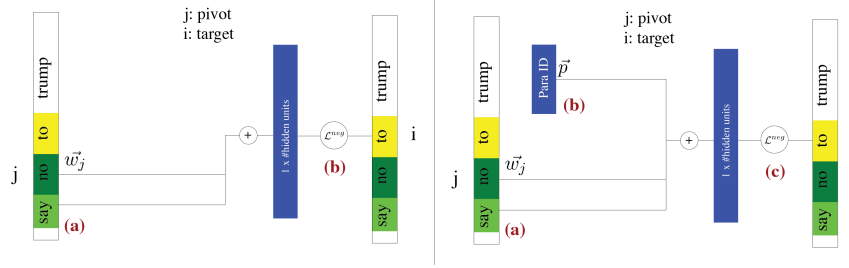 j: pivot
i: target
trump
to
no
say
j
w⃗j
(a)
+
1 x #hidden units
ℒneg
(b)
trump
to
no
say
i
j: pivot
i: target
trump
to
no
say
j
w⃗j
(a)
Para ID
p⃗
(b)
+
1 x #hidden units
ℒneg
(c)
trump
to
no
say